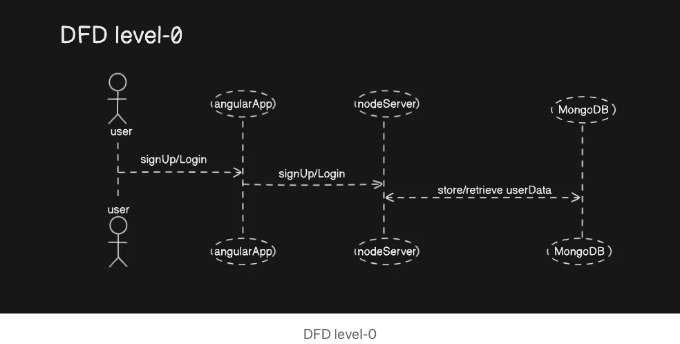 DFD level-0
user
angularApp
nodeServer
MongoDB
signUp/Login
signUp/Login
store/retrieve userData
user
angularApp
nodeServer
MongoDB
DFD level-0